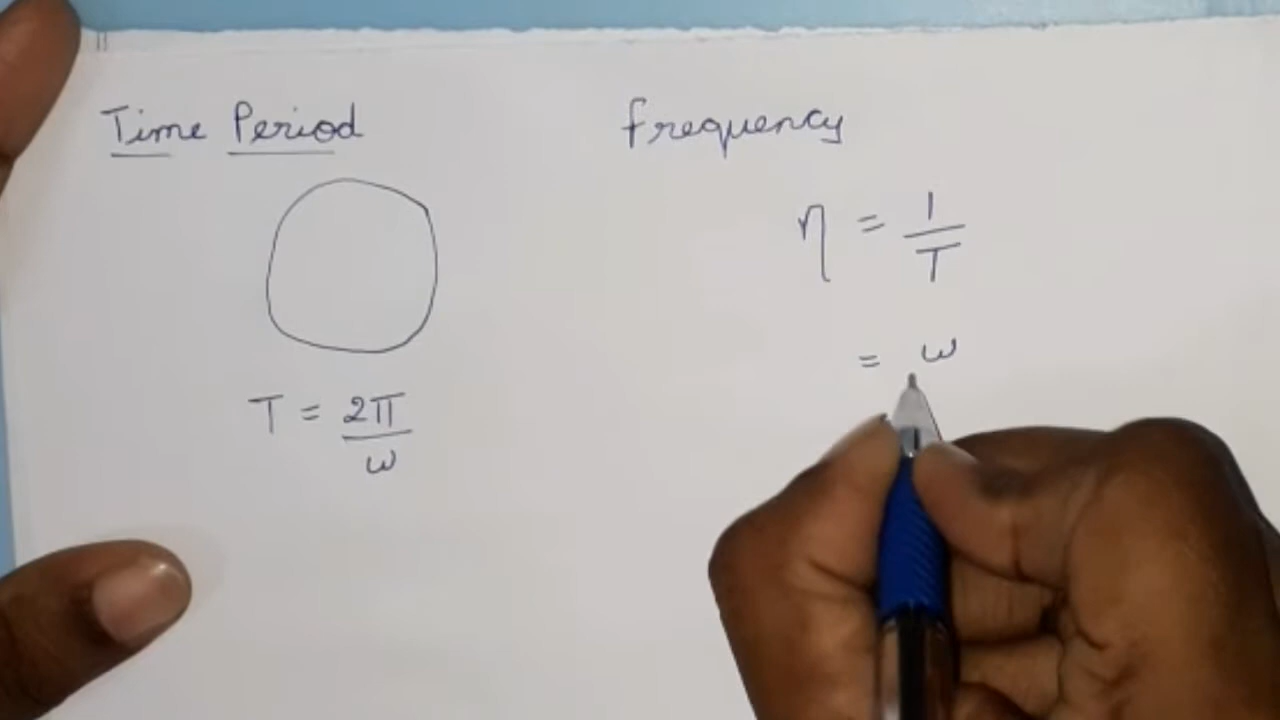 Time Period
T = 2π/ω
frequency
η = 1/T
= ω